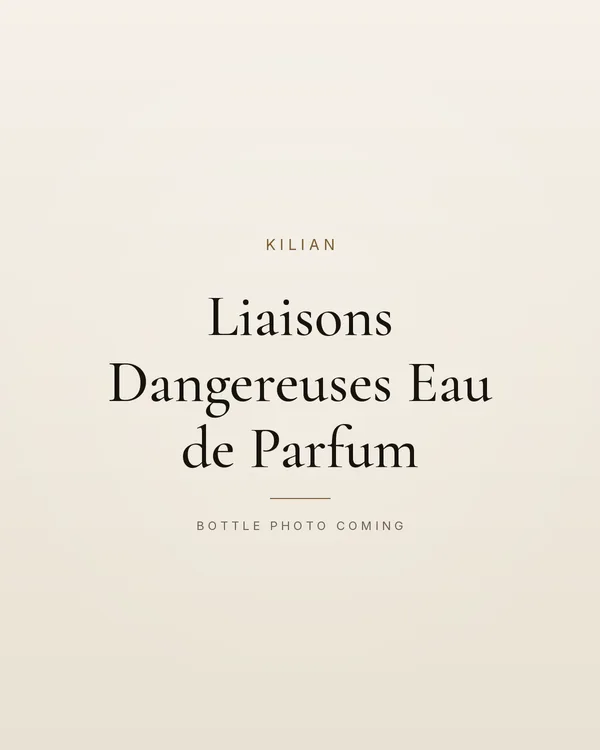 KILIAN
Liaisons
Dangereuses Eau
de Parfum
BOTTLE PHOTO COMING